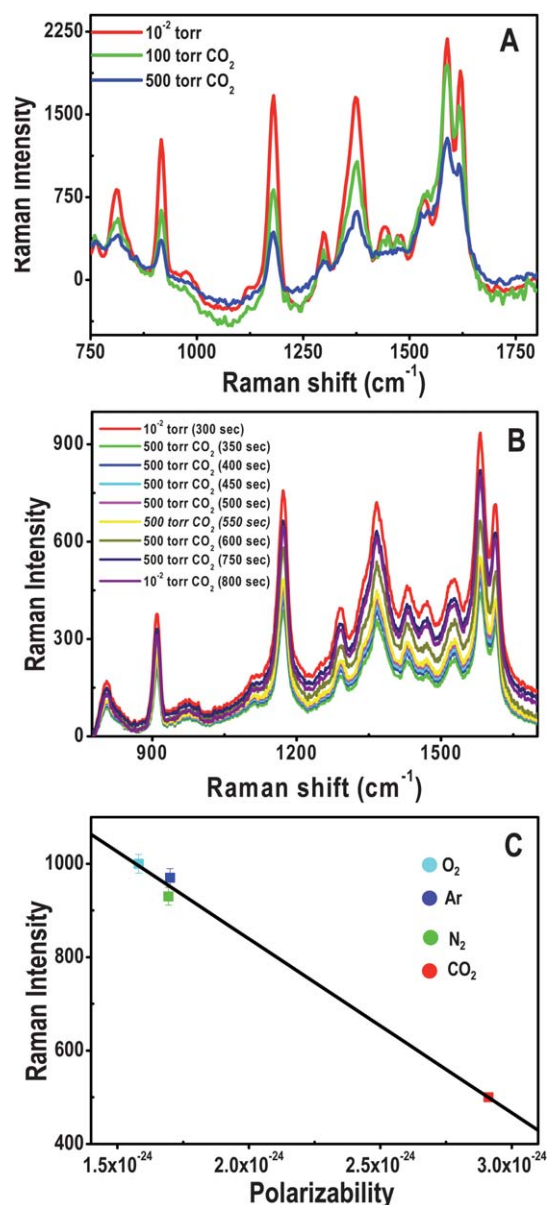 A
10⁻² torr
100 torr CO₂
500 torr CO₂
2250
1500
750
0
Raman Intensity
750 1000 1250 1500 1750
Raman shift (cm⁻¹)
B
10⁻² torr (300 sec)
500 torr CO₂ (350 sec)
500 torr CO₂ (400 sec)
500 torr CO₂ (450 sec)
500 torr CO₂ (500 sec)
500 torr CO₂ (550 sec)
500 torr CO₂ (600 sec)
500 torr CO₂ (750 sec)
10⁻² torr CO₂ (800 sec)
900
600
300
0
Raman Intensity
900 1200 1500
Raman shift (cm⁻¹)
C
O₂
Ar
N₂
CO₂
1000
800
600
400
Raman Intensity
1.5x10⁻²⁴ 2.0x10⁻²⁴ 2.5x10⁻²⁴ 3.0x10⁻²⁴
Polarizability